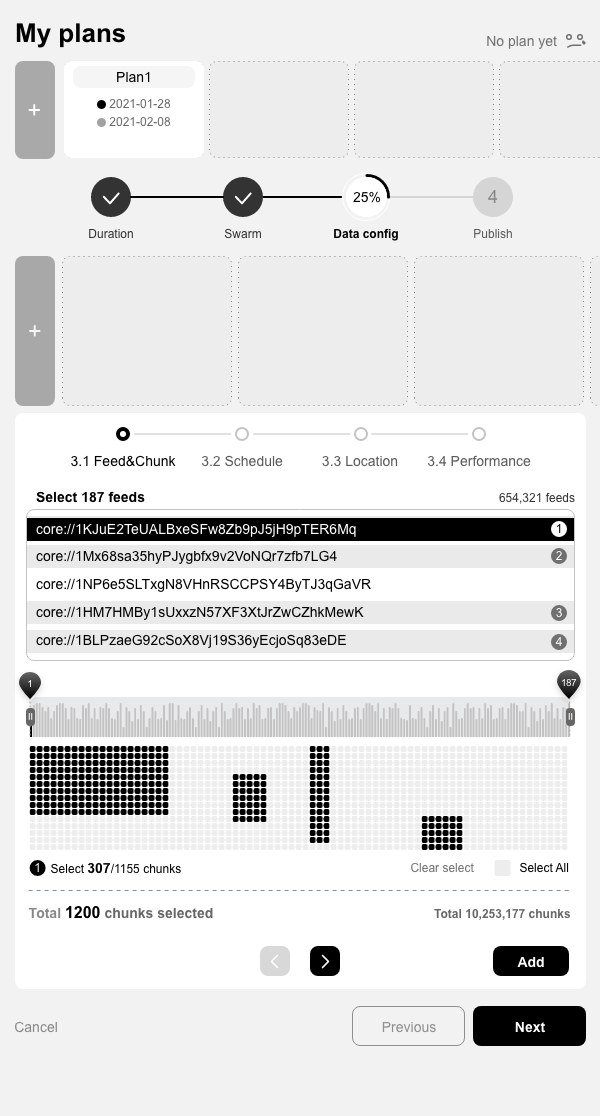 My plans
No plan yet
+
Plan1
2021-01-28
2021-02-08
25%
4
Duration
Swarm
Data config
Publish
+
3.1 Feed&Chunk
3.2 Schedule
3.3 Location
3.4 Performance
Select 187 feeds
654,321 feeds
core://1KJuE2TeUALBxeSFw8Zb9pJ5jH9pTER6Mq 1
core://1Mx68sa35hyPJygbfx9v2VoNQr7zfb7LG4 2
core://1NP6e5SLTxgN8VHnRSCCPSY4ByTJ3qGaVR
core://1HM7HMBy1sUxxzN57XF3XtJrZwCZhkMewK 3
core://1BLPzaeG92cSoX8Vj19S36yEcjoSq83eDE 4
1
187
1 Select 307/1155 chunks
Clear select
Select All
Total 1200 chunks selected
Total 10,253,177 chunks
Add
Cancel
Previous
Next